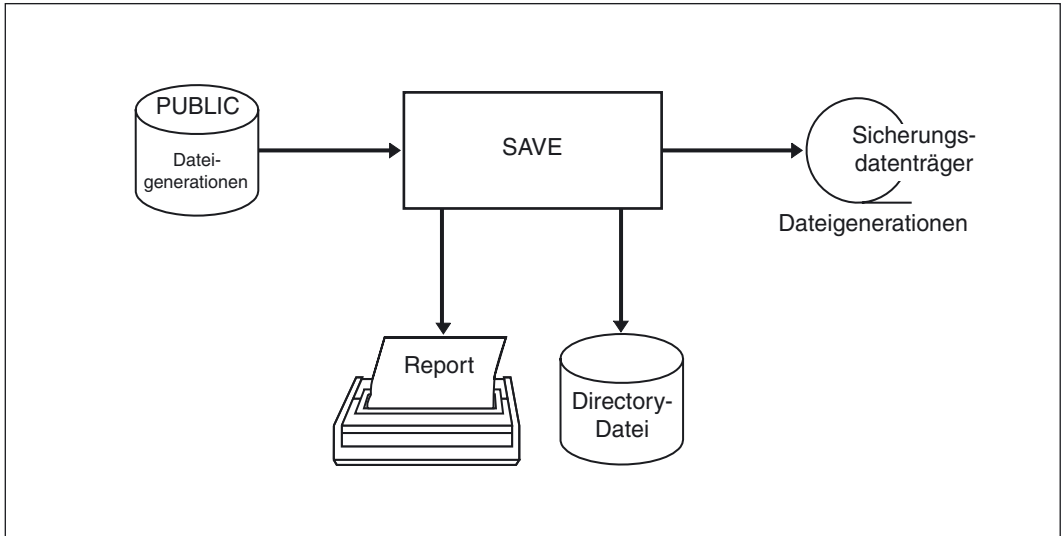 PUBLIC
Datei-
generationen
SAVE
Sicherungs-
datenträger
Dateigenerationen
Report
Directory-
Datei